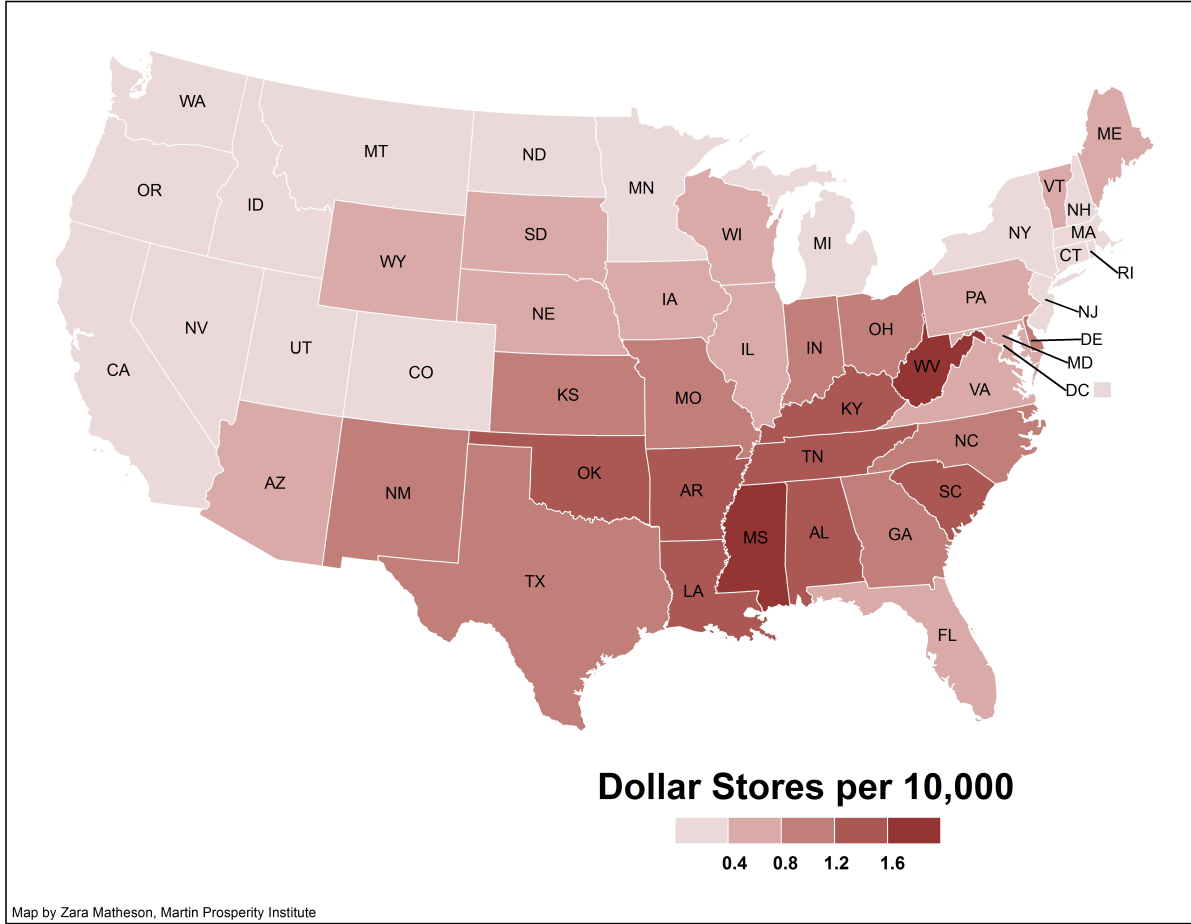 WA
MT
ND
MN
ME
OR
ID
SD
WI
MI
VT
NH
NY
MA
CT
RI
WY
IA
NE
PA
NJ
NV
UT
CO
IL
IN
OH
DE
MD
CA
KS
MO
WV
VA
DC
KY
AZ
NM
OK
AR
TN
NC
SC
TX
LA
MS
AL
GA
FL
Dollar Stores per 10,000
0.4 0.8 1.2 1.6
Map by Zara Matheson, Martin Prosperity Institute